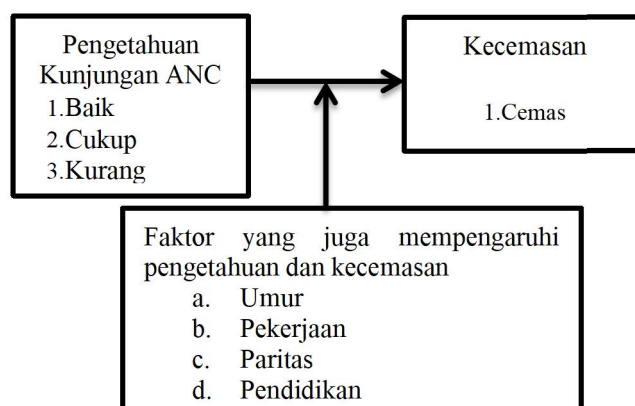 Pengetahuan
Kunjungan ANC
1.Baik
2.Cukup
3.Kurang
Kecemasan
1.Cemas
Faktor yang juga mempengaruhi
pengetahuan dan kecemasan
a. Umur
b. Pekerjaan
c. Paritas
d. Pendidikan